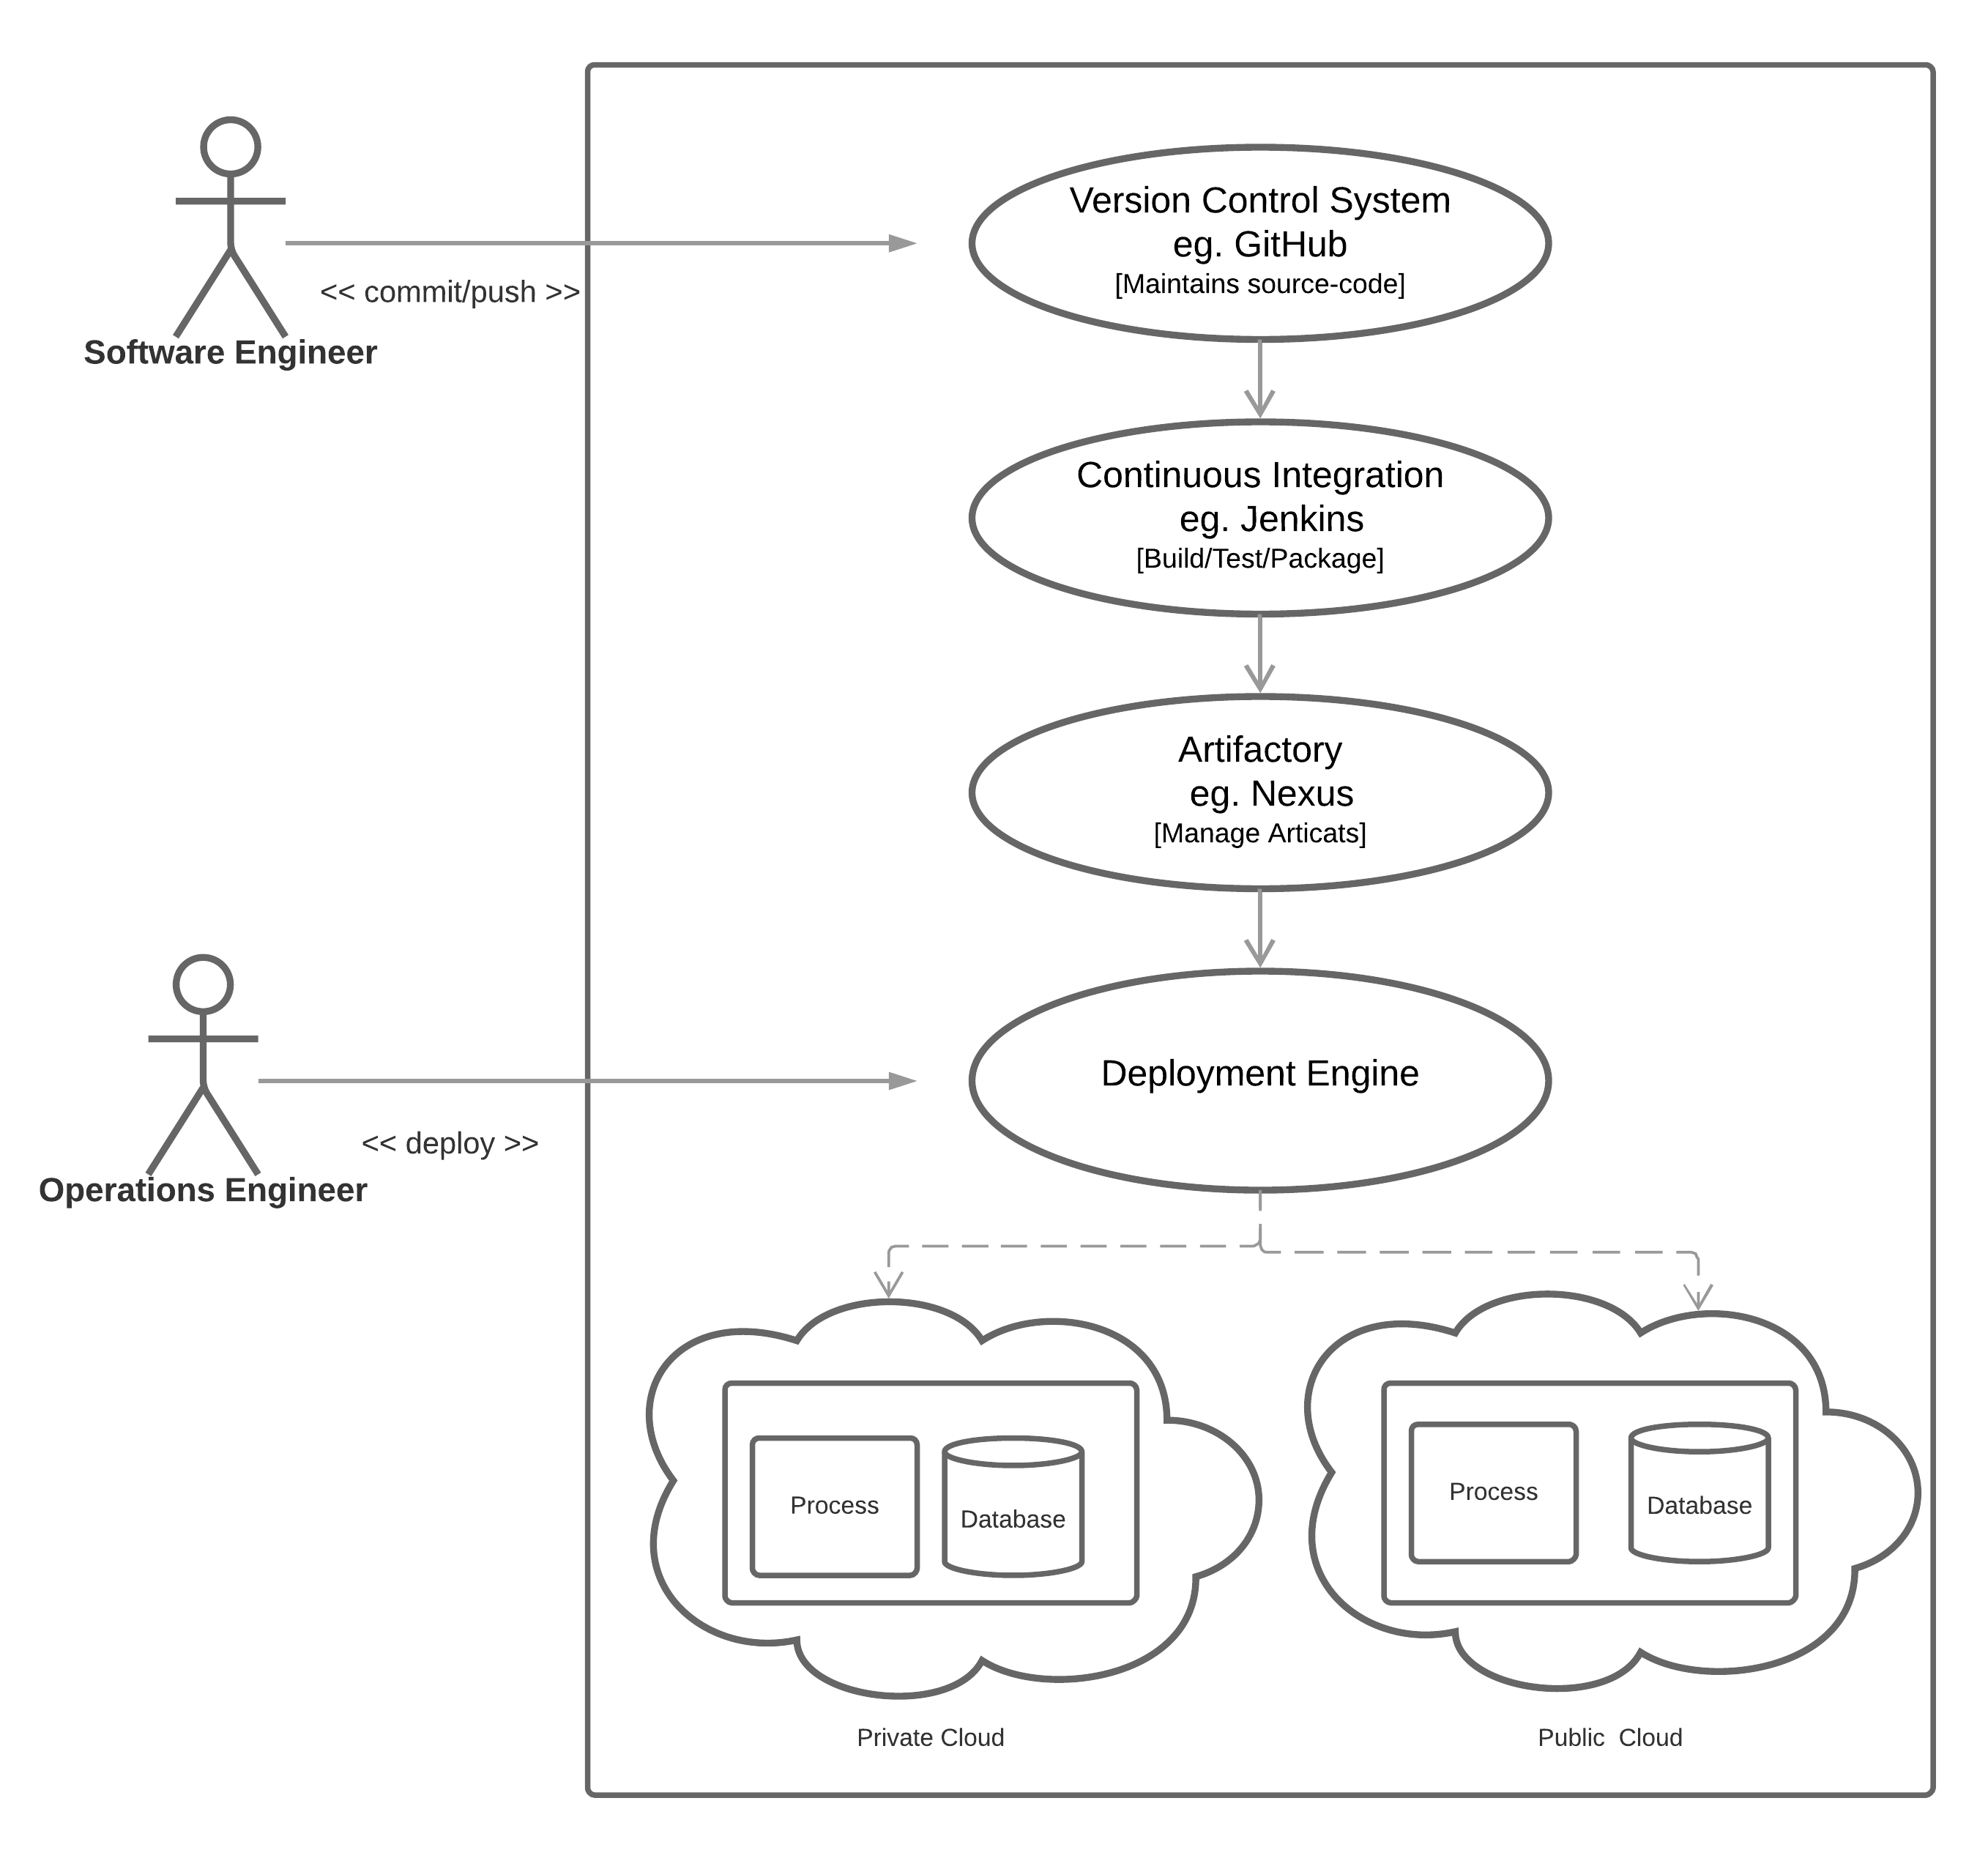 Version Control System
eg. GitHub
[Maintains source-code]
<< commit/push >>
Software Engineer
Continuous Integration
eg. Jenkins
[Build/Test/Package]
Artifactory
eg. Nexus
[Manage Articats]
Deployment Engine
<< deploy >>
Operations Engineer
Process
Database
Process
Database
Private Cloud
Public  Cloud